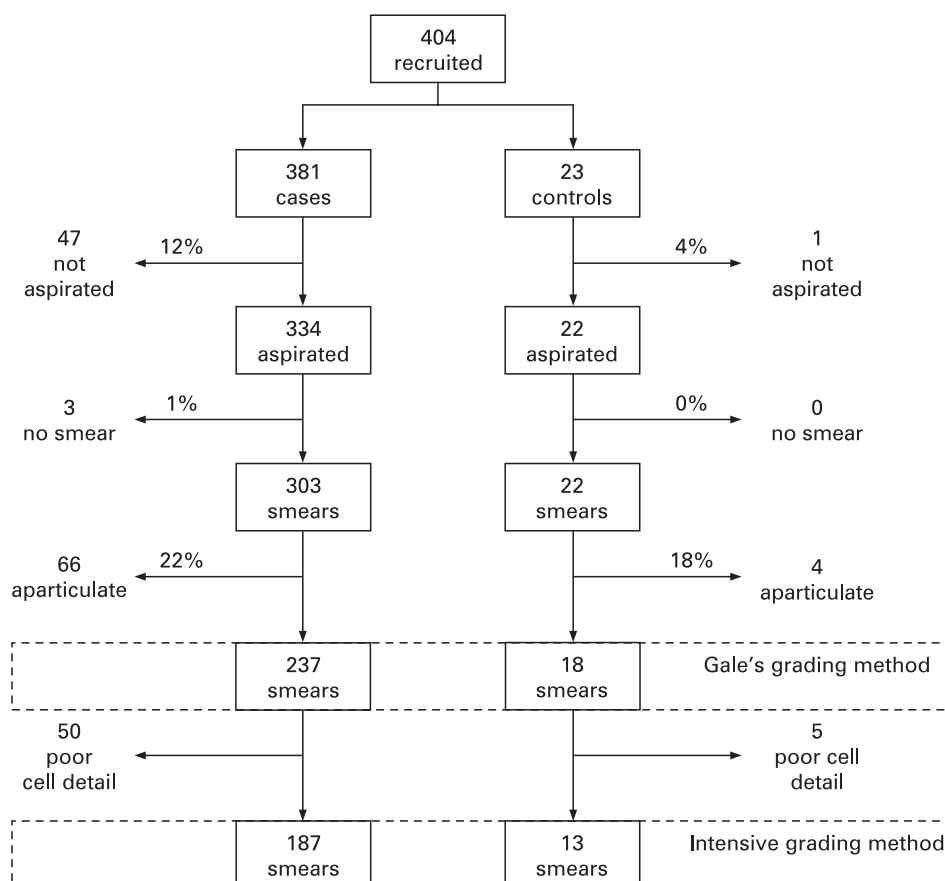 404
recruited
381
cases
23
controls
47
not
aspirated
12%
4%
1
not
aspirated
334
aspirated
22
aspirated
3
no smear
1%
0%
0
no smear
303
smears
22
smears
66
aparticulate
22%
18%
4
aparticulate
237
smears
18
smears
Gale's grading method
50
poor
cell detail
5
poor cell
detail
187
smears
13
smears
Intensive grading method